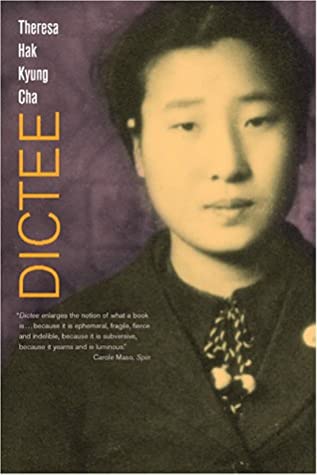 Theresa
Hak
Kyung
Cha
DICTEE
"Dictee enlarges the notion of what a book
is...because it is ephemeral, fragile, fierce
and indelible, because it is subversive,
because it yearns and is luminous."
Carole Maso, Spin